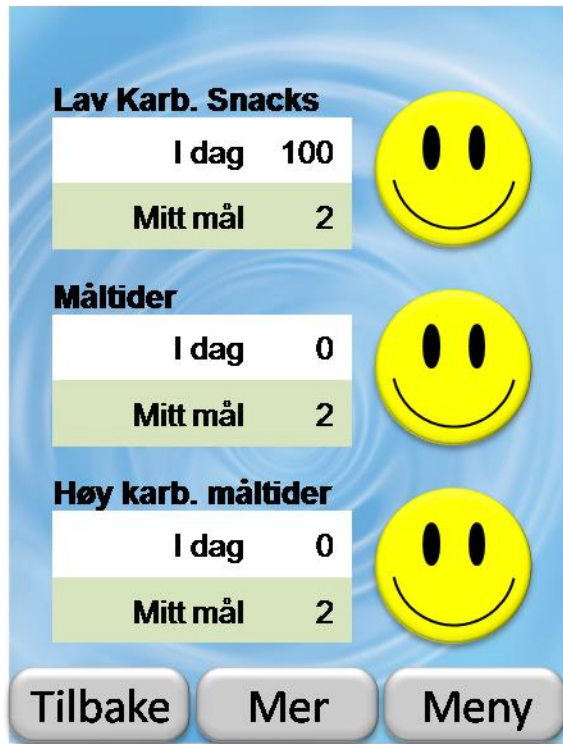 Lav Karb. Snacks
I dag 100
Mitt mål 2
Måltider
I dag 0
Mitt mål 2
Høy karb. måltider
I dag 0
Mitt mål 2
Tilbake Mer Meny